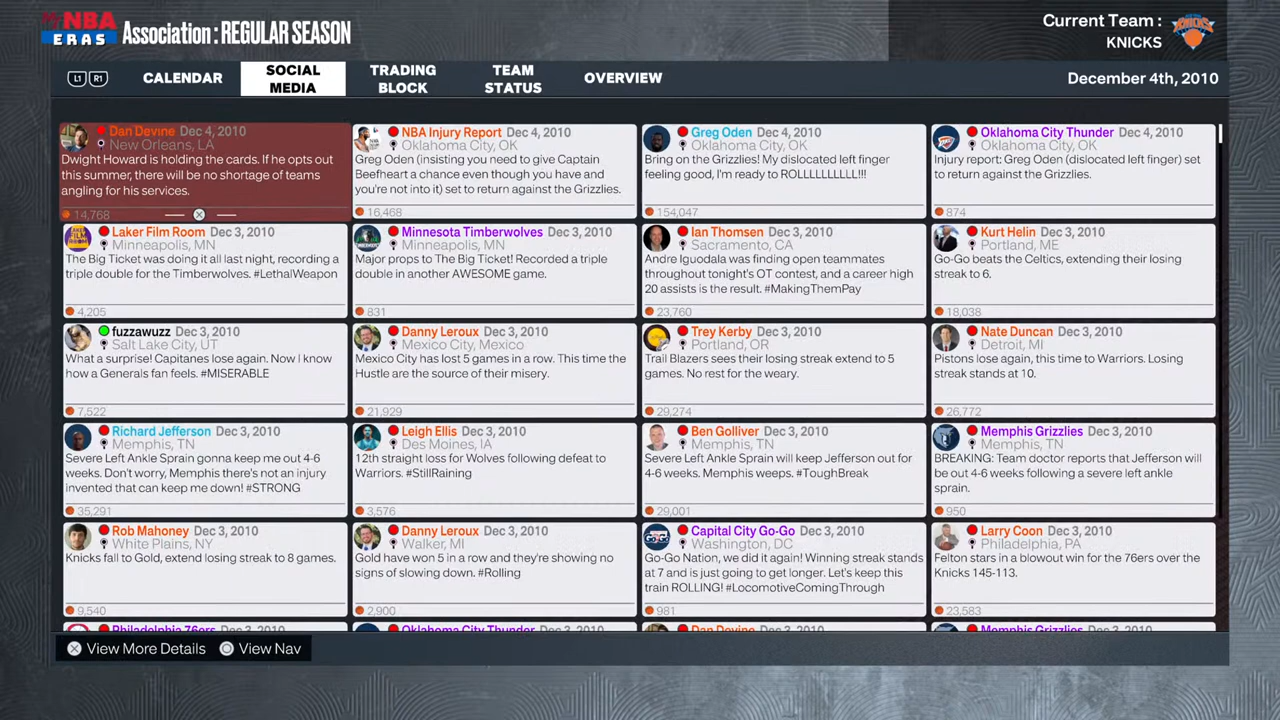 MyNBA ERAS
Association : REGULAR SEASON
Current Team :
KNICKS
L1 R1
CALENDAR
SOCIAL MEDIA
TRADING BLOCK
TEAM STATUS
OVERVIEW
December 4th, 2010
Dan Devine Dec 4, 2010
New Orleans, LA
Dwight Howard is holding the cards. If he opts out
this summer, there will be no shortage of teams
angling for his services.
14,768
NBA Injury Report Dec 4, 2010
Oklahoma City, OK
Greg Oden (insisting you need to give Captain
Beefheart a chance even though you have and
you're not into it) set to return against the Grizzlies.
16,468
Greg Oden Dec 4, 2010
Oklahoma City, OK
Bring on the Grizzlies! My dislocated left finger
feeling good, I'm ready to ROLLLLLLLLL!!!
154,047
Oklahoma City Thunder Dec 4, 2010
Oklahoma City, OK
Injury report: Greg Oden (dislocated left finger) set
to return against the Grizzlies.
874
Laker Film Room Dec 3, 2010
Minneapolis, MN
The Big Ticket was doing it all last night, recording a
triple double for the Timberwolves. #LethalWeapon
4,205
Minnesota Timberwolves Dec 3, 2010
Minneapolis, MN
Major props to The Big Ticket! Recorded a triple
double in another AWESOME game.
831
Ian Thomsen Dec 3, 2010
Sacramento, CA
Andre Iguodala was finding open teammates
throughout tonight's OT contest, and a career high
20 assists is the result. #MakingThemPay
23,760
Kurt Helin Dec 3, 2010
Portland, ME
Go-Go beats the Celtics, extending their losing
streak to 6.
18,038
fuzzawuzz Dec 3, 2010
Salt Lake City, UT
What a surprise! Capitanes lose again. Now I know
how a Generals fan feels. #MISERABLE
7,522
Danny Leroux Dec 3, 2010
Mexico City, Mexico
Mexico City has lost 5 games in a row. This time the
Hustle are the source of their misery.
21,929
Trey Kerby Dec 3, 2010
Portland, OR
Trail Blazers sees their losing streak extend to 5
games. No rest for the weary.
29,274
Nate Duncan Dec 3, 2010
Detroit, MI
Pistons lose again, this time to Warriors. Losing
streak stands at 10.
26,772
Richard Jefferson Dec 3, 2010
Memphis, TN
Severe Left Ankle Sprain gonna keep me out 4-6
weeks. Don't worry, Memphis there's not an injury
invented that can keep me down! #STRONG
35,291
Leigh Ellis Dec 3, 2010
Des Moines, IA
12th straight loss for Wolves following defeat to
Warriors. #StillRaining
3,576
Ben Golliver Dec 3, 2010
Memphis, TN
Severe Left Ankle Sprain will keep Jefferson out for
4-6 weeks. Memphis weeps. #ToughBreak
29,001
Memphis Grizzlies Dec 3, 2010
Memphis, TN
BREAKING: Team doctor reports that Jefferson will
be out 4-6 weeks following a severe left ankle
sprain.
950
Rob Mahoney Dec 3, 2010
White Plains, NY
Knicks fall to Gold, extend losing streak to 8 games.
9,540
Danny Leroux Dec 3, 2010
Walker, MI
Gold have won 5 in a row and they're showing no
signs of slowing down. #Rolling
2,900
Capital City Go-Go Dec 3, 2010
Washington, DC
Go-Go Nation, we did it again! Winning streak stands
at 7 and is just going to get longer. Let's keep this
train ROLLING! #LocomotiveComingThrough
981
Larry Coon Dec 3, 2010
Philadelphia, PA
Felton stars in a blowout win for the 76ers over the
Knicks 145-113.
23,583
Philadelphia 76ers Dec 3, 2010
Oklahoma City Thunder Dec 3, 2010
Dan Devine Dec 3, 2010
Memphis Grizzlies Dec 3, 2010
View More Details
View Nav